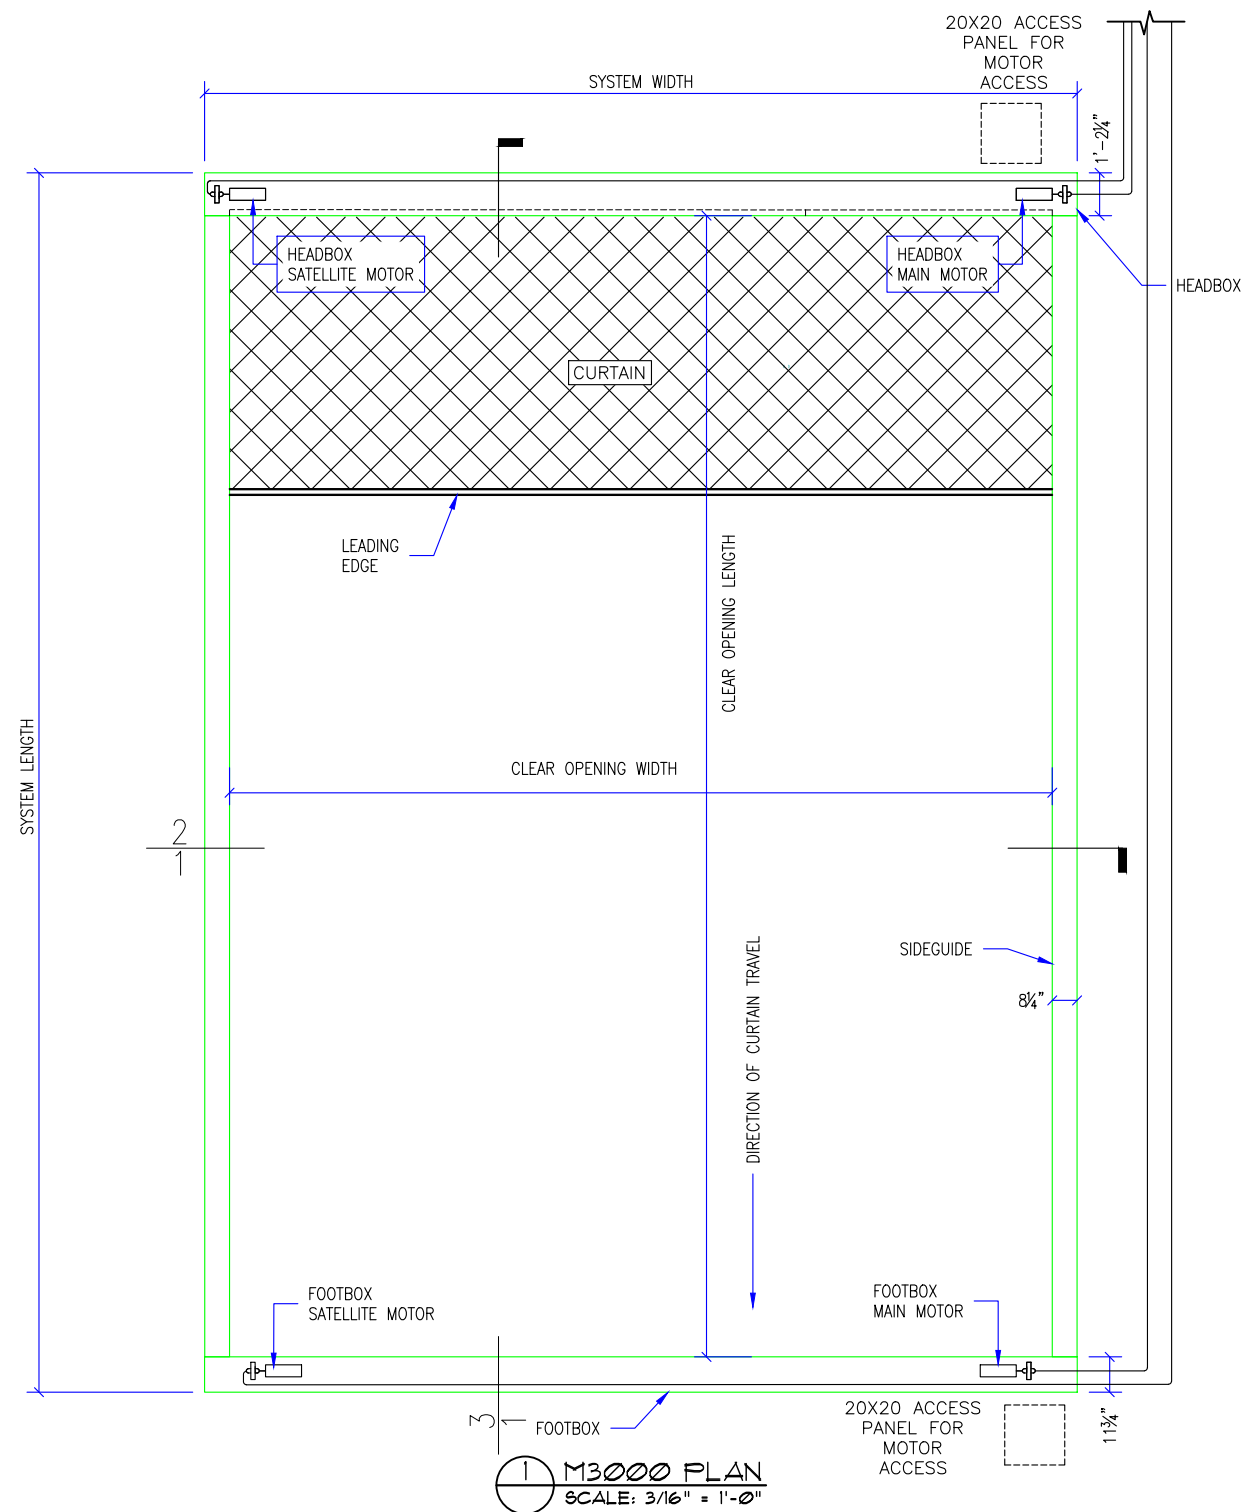 20X20 ACCESS
PANEL FOR
MOTOR
ACCESS
SYSTEM WIDTH
1'-2¼"
HEADBOX
SATELLITE MOTOR
HEADBOX
MAIN MOTOR
HEADBOX
CURTAIN
LEADING
EDGE
CLEAR OPENING LENGTH
SYSTEM LENGTH
CLEAR OPENING WIDTH
2
1
SIDEGUIDE
8¼"
DIRECTION OF CURTAIN TRAVEL
FOOTBOX
SATELLITE MOTOR
FOOTBOX
MAIN MOTOR
11¾"
3
1
FOOTBOX
20X20 ACCESS
PANEL FOR
MOTOR
ACCESS
1
M3000 PLAN
SCALE: 3/16" = 1'-0"